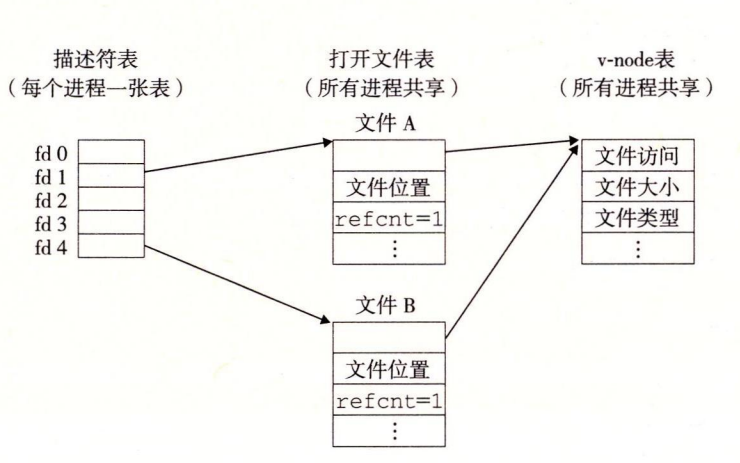 描述符表
（每个进程一张表）
打开文件表
（所有进程共享）
v-node表
（所有进程共享）
fd 0
fd 1
fd 2
fd 3
fd 4
文件 A
文件位置
refcnt=1
⋮
文件 B
文件位置
refcnt=1
⋮
文件访问
文件大小
文件类型
⋮